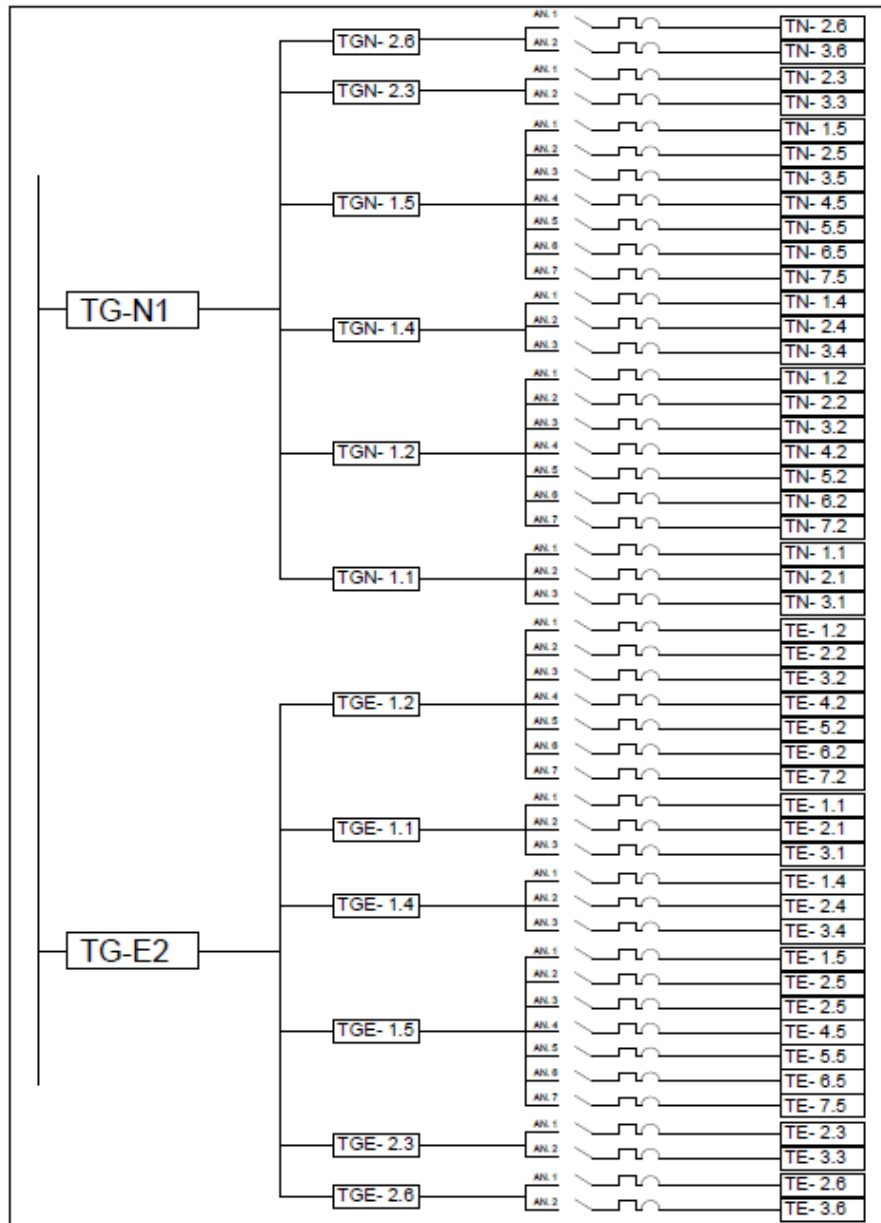 AN. 1 TN- 2.6
TGN- 2.6 AN. 2 TN- 3.6
AN. 1 TN- 2.3
TGN- 2.3 AN. 2 TN- 3.3
AN. 1 TN- 1.5
AN. 2 TN- 2.5
AN. 3 TN- 3.5
TGN- 1.5 AN. 4 TN- 4.5
AN. 5 TN- 5.5
AN. 6 TN- 6.5
AN. 7 TN- 7.5
TG-N1 AN. 1 TN- 1.4
TGN- 1.4 AN. 2 TN- 2.4
AN. 3 TN- 3.4
AN. 1 TN- 1.2
AN. 2 TN- 2.2
AN. 3 TN- 3.2
TGN- 1.2 AN. 4 TN- 4.2
AN. 5 TN- 5.2
AN. 6 TN- 6.2
AN. 7 TN- 7.2
AN. 1 TN- 1.1
TGN- 1.1 AN. 2 TN- 2.1
AN. 3 TN- 3.1
AN. 1 TE- 1.2
AN. 2 TE- 2.2
AN. 3 TE- 3.2
TGE- 1.2 AN. 4 TE- 4.2
AN. 5 TE- 5.2
AN. 6 TE- 6.2
AN. 7 TE- 7.2
AN. 1 TE- 1.1
TGE- 1.1 AN. 2 TE- 2.1
AN. 3 TE- 3.1
AN. 1 TE- 1.4
TGE- 1.4 AN. 2 TE- 2.4
AN. 3 TE- 3.4
TG-E2 AN. 1 TE- 1.5
AN. 2 TE- 2.5
AN. 3 TE- 2.5
TGE- 1.5 AN. 4 TE- 4.5
AN. 5 TE- 5.5
AN. 6 TE- 6.5
AN. 7 TE- 7.5
AN. 1 TE- 2.3
TGE- 2.3 AN. 2 TE- 3.3
AN. 1 TE- 2.6
TGE- 2.6 AN. 2 TE- 3.6